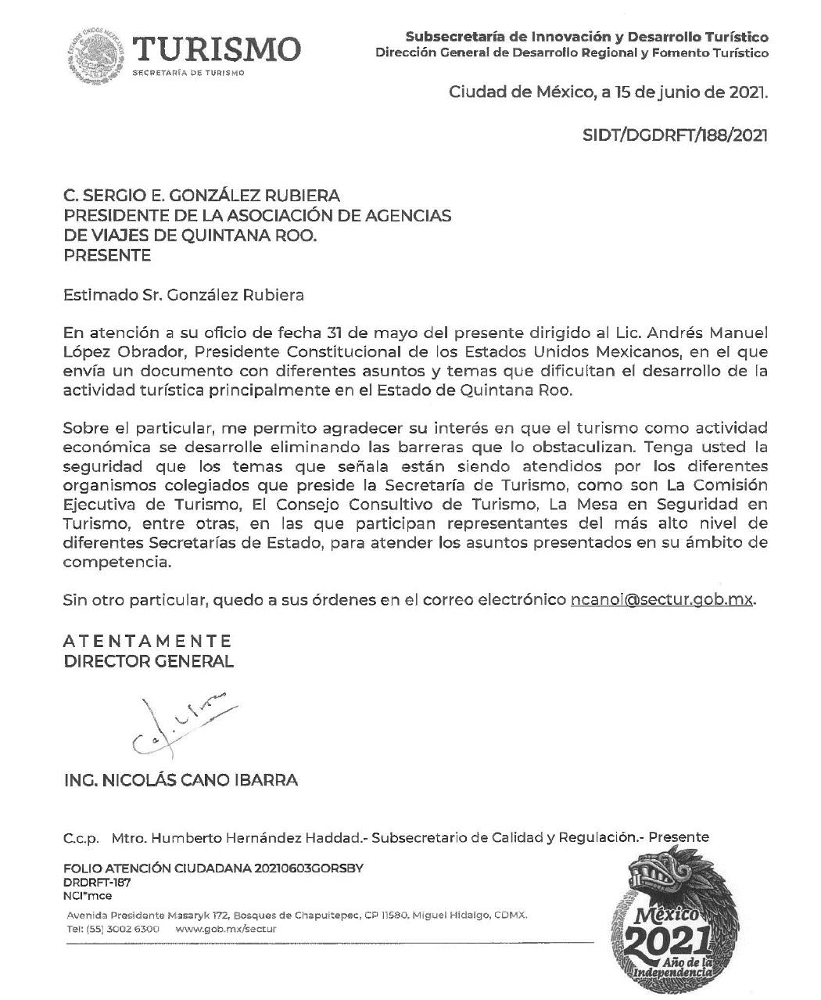 ESTADOS UNIDOS MEXICANOS
TURISMO
SECRETARÍA DE TURISMO
Subsecretaría de Innovación y Desarrollo Turístico
Dirección General de Desarrollo Regional y Fomento Turístico
Ciudad de México, a 15 de junio de 2021.
SIDT/DGDRFT/188/2021
C. SERGIO E. GONZÁLEZ RUBIERA
PRESIDENTE DE LA ASOCIACIÓN DE AGENCIAS
DE VIAJES DE QUINTANA ROO.
PRESENTE
Estimado Sr. González Rubiera
En atención a su oficio de fecha 31 de mayo del presente dirigido al Lic. Andrés Manuel
López Obrador, Presidente Constitucional de los Estados Unidos Mexicanos, en el que
envía un documento con diferentes asuntos y temas que dificultan el desarrollo de la
actividad turística principalmente en el Estado de Quintana Roo.
Sobre el particular, me permito agradecer su interés en que el turismo como actividad
económica se desarrolle eliminando las barreras que lo obstaculizan. Tenga usted la
seguridad que los temas que señala están siendo atendidos por los diferentes
organismos colegiados que preside la Secretaría de Turismo, como son La Comisión
Ejecutiva de Turismo, El Consejo Consultivo de Turismo, La Mesa en Seguridad en
Turismo, entre otras, en las que participan representantes del más alto nivel de
diferentes Secretarías de Estado, para atender los asuntos presentados en su ámbito de
competencia.
Sin otro particular, quedo a sus órdenes en el correo electrónico ncanoi@sectur.gob.mx.
A T E N T A M E N T E
DIRECTOR GENERAL
ING. NICOLÁS CANO IBARRA
C.c.p. Mtro. Humberto Hernández Haddad.- Subsecretario de Calidad y Regulación.- Presente
FOLIO ATENCIÓN CIUDADANA 20210603GORSBY
DRDRFT-187
NCI*mce
Avenida Presidente Masaryk 172, Bosques de Chapultepec, CP 11580, Miguel Hidalgo, CDMX.
Tel: (55) 3002 6300 www.gob.mx/sectur
México
2021
Año de la
Independencia